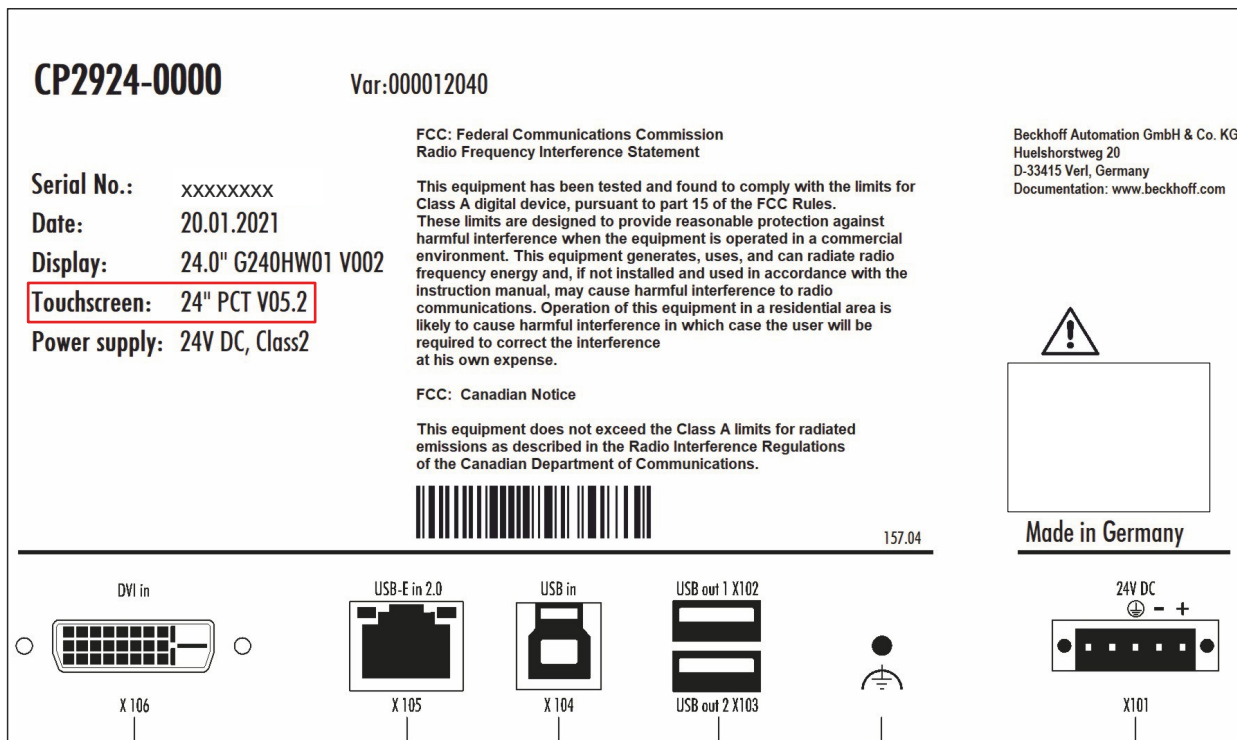 CP2924-0000
Var:000012040
Serial No.: xxxxxxxx
Date: 20.01.2021
Display: 24.0" G240HW01 V002
Touchscreen: 24" PCT V05.2
Power supply: 24V DC, Class2
FCC: Federal Communications Commission
Radio Frequency Interference Statement
This equipment has been tested and found to comply with the limits for
Class A digital device, pursuant to part 15 of the FCC Rules.
These limits are designed to provide reasonable protection against
harmful interference when the equipment is operated in a commercial
environment. This equipment generates, uses, and can radiate radio
frequency energy and, if not installed and used in accordance with the
instruction manual, may cause harmful interference to radio
communications. Operation of this equipment in a residential area is
likely to cause harmful interference in which case the user will be
required to correct the interference
at his own expense.
FCC: Canadian Notice
This equipment does not exceed the Class A limits for radiated
emissions as described in the Radio Interference Regulations
of the Canadian Department of Communications.
157.04
Beckhoff Automation GmbH & Co. KG
Huelshorstweg 20
D-33415 Verl, Germany
Documentation: www.beckhoff.com
Made in Germany
DVI in
X 106
USB-E in 2.0
X 105
USB in
X 104
USB out 1 X102
USB out 2 X103
24V DC
- +
X101